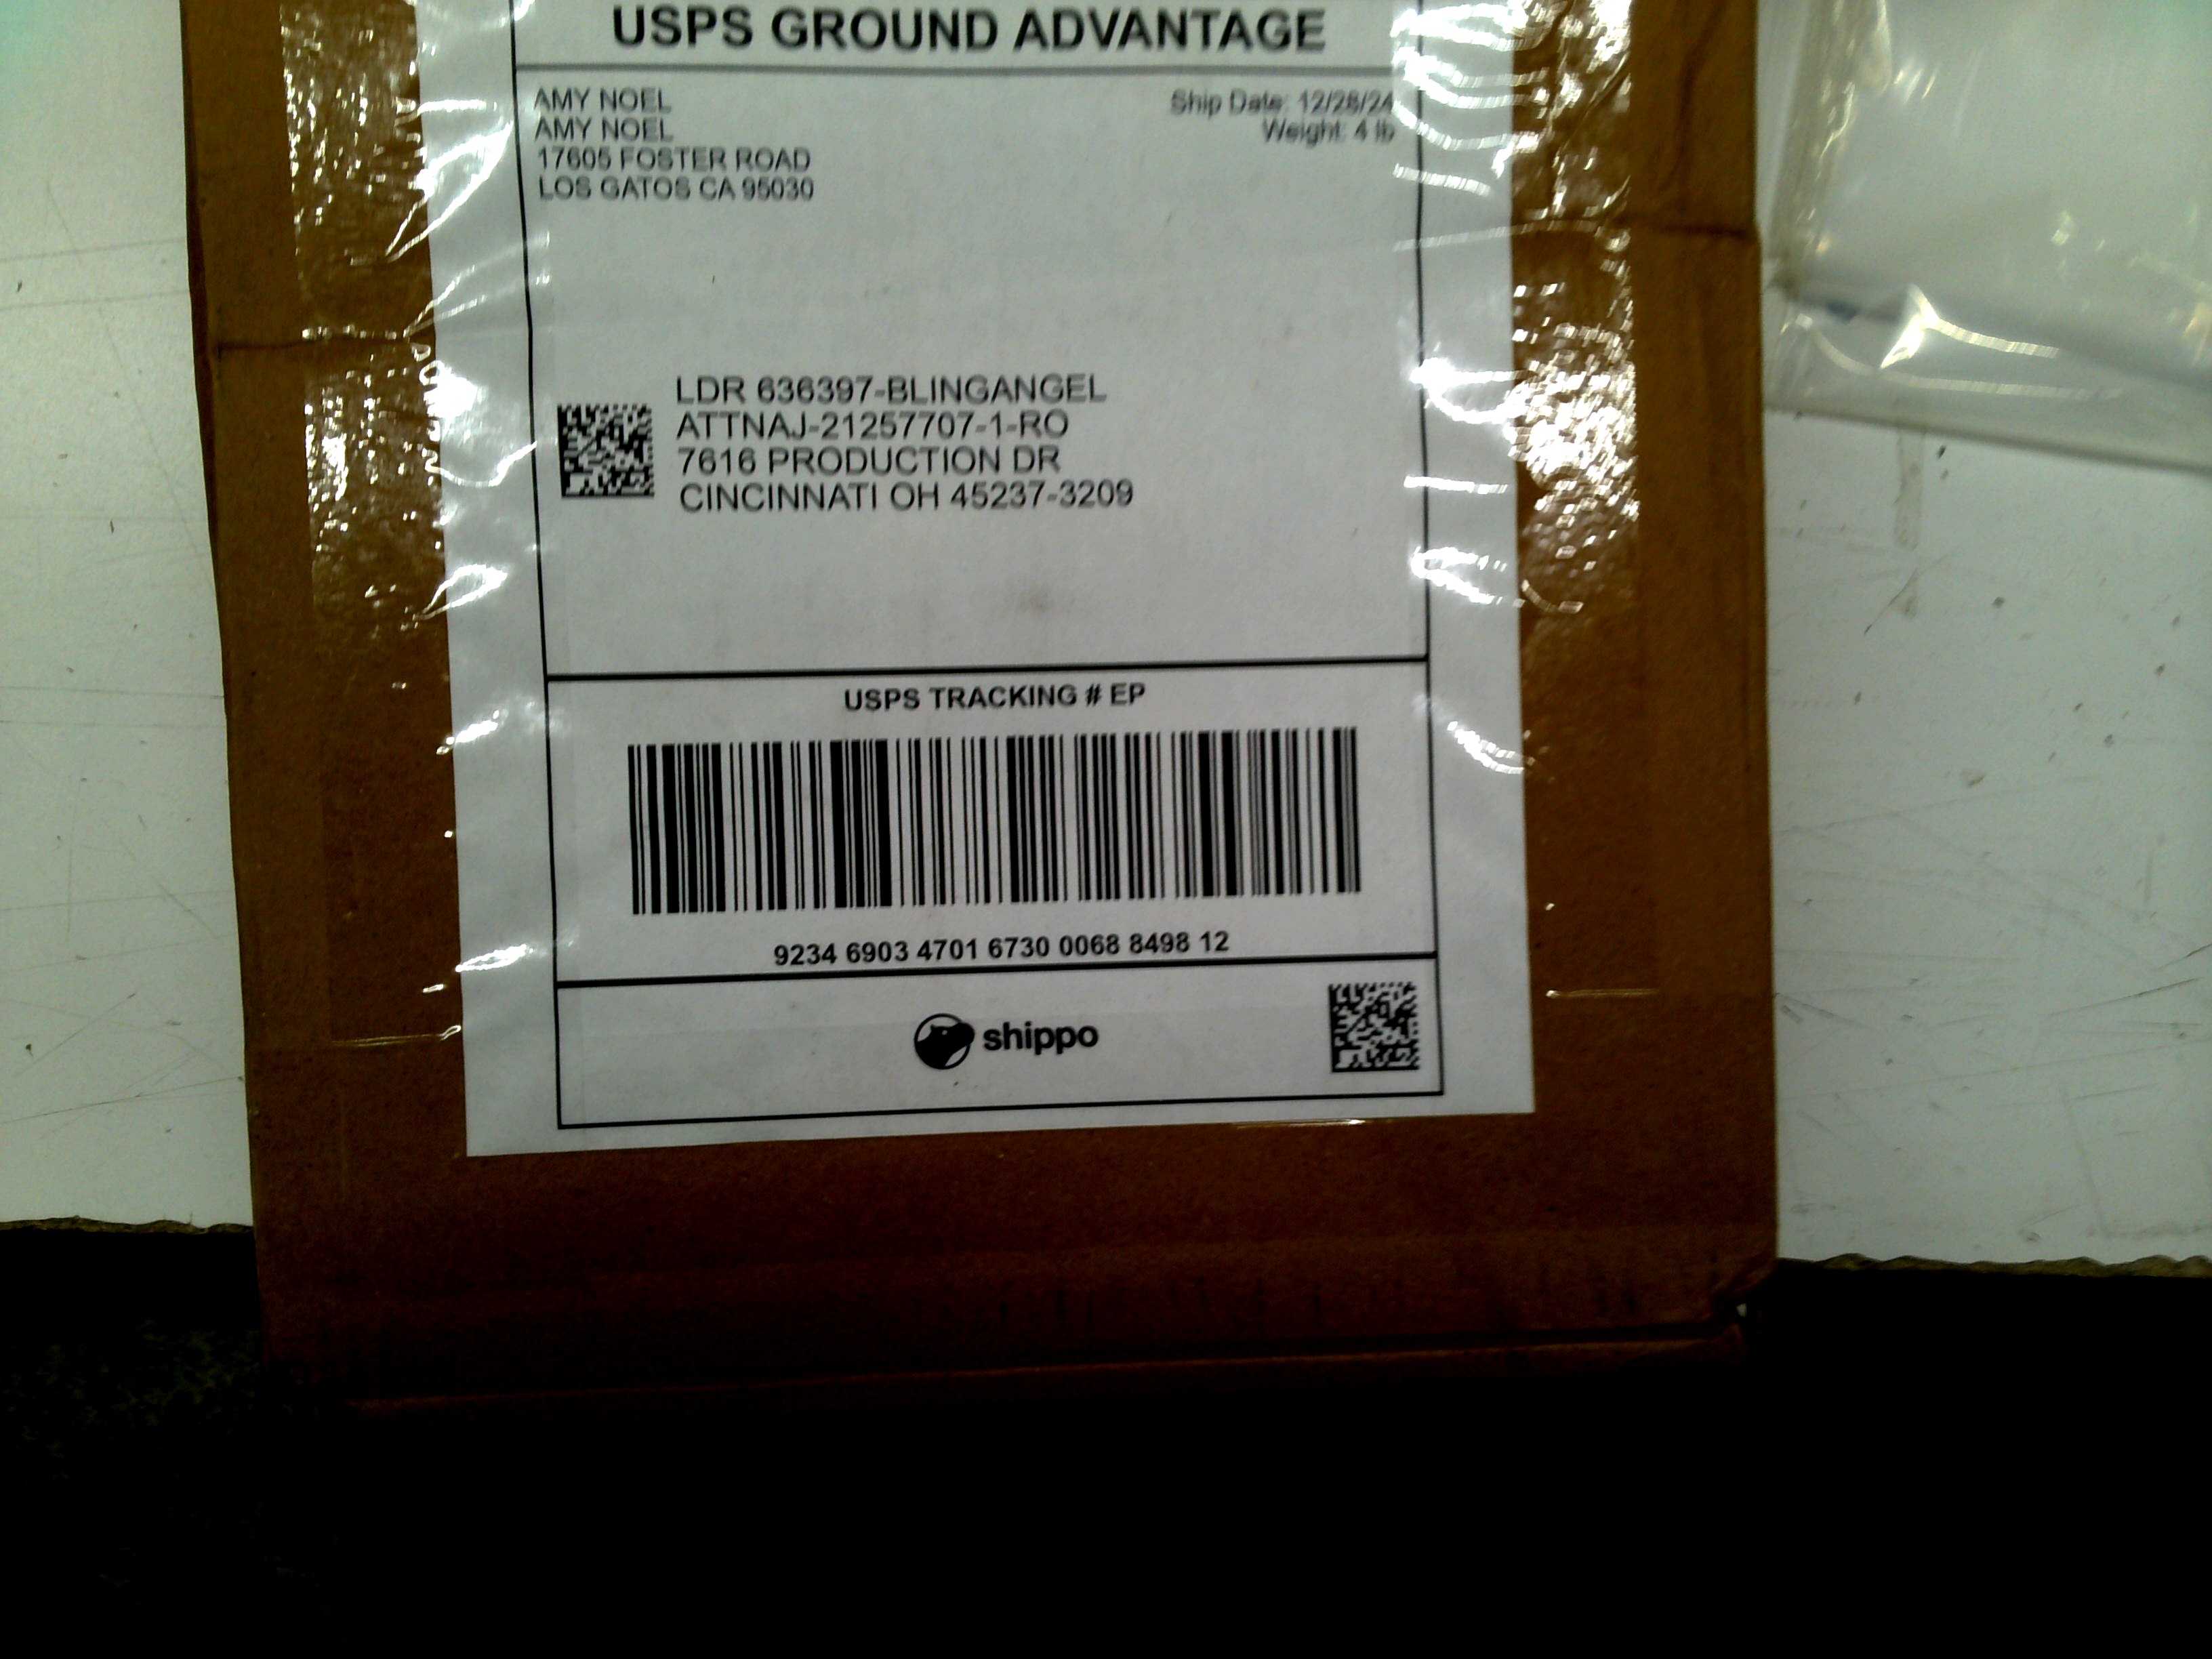 USPS GROUND ADVANTAGE
AMY NOEL
AMY NOEL
17605 FOSTER ROAD
LOS GATOS CA 95030
Ship Date: 12/28/24
Weight: 4 lb
LDR 636397-BLINGANGEL
ATTNAJ-21257707-1-RO
7616 PRODUCTION DR
CINCINNATI OH 45237-3209
USPS TRACKING # EP
9234 6903 4701 6730 0068 8498 12
shippo